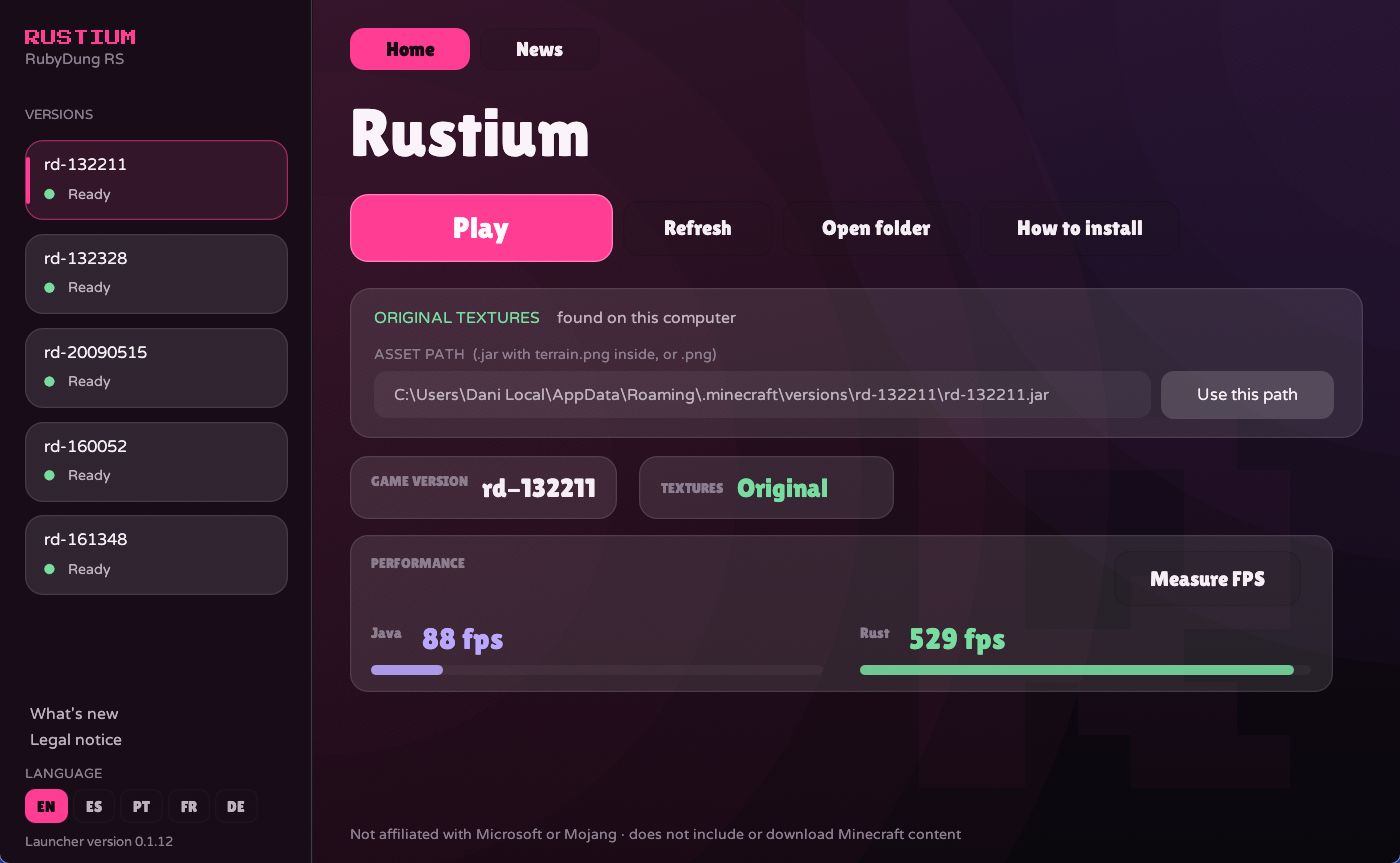 RUSTIUM
RubyDung RS
VERSIONS
rd-132211
Ready
rd-132328
Ready
rd-20090515
Ready
rd-160052
Ready
rd-161348
Ready
What's new
Legal notice
LANGUAGE
EN ES PT FR DE
Launcher version 0.1.12
Home News
Rustium
Play Refresh Open folder How to install
ORIGINAL TEXTURES found on this computer
ASSET PATH (.jar with terrain.png inside, or .png)
C:\Users\Dani Local\AppData\Roaming\.minecraft\versions\rd-132211\rd-132211.jar Use this path
GAME VERSION rd-132211 TEXTURES Original
PERFORMANCE
Measure FPS
Java 88 fps Rust 529 fps
Not affiliated with Microsoft or Mojang · does not include or download Minecraft content